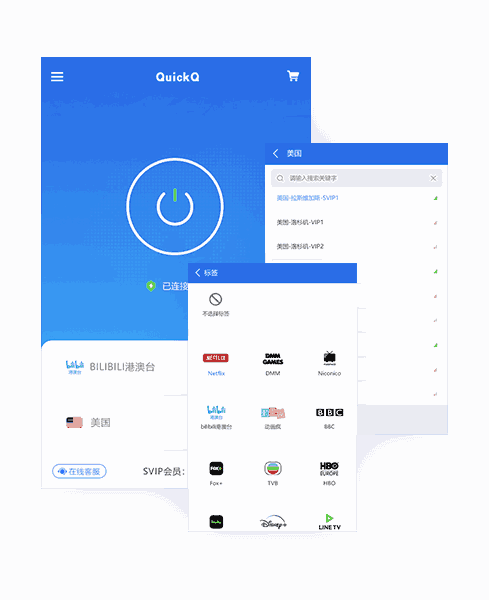 QuickQ
已连接
bilibili
港澳台
BILIBILI港澳台
美国
在线客服
SVIP会员:
美国
请输入搜索关键字
美国-拉斯维加斯-SVIP1
美国-洛杉矶-VIP1
美国-洛杉矶-VIP2
标签
不选择标签
NETFLIX
DMM
GAMES
niconico
Netflix
DMM
Niconico
bilibili
港澳台
BBC
bilibili港澳台
动画疯
BBC
FOX+
HBO
EUROPE
Fox+
TVB
HBO
hulu
Disney+
LINE TV